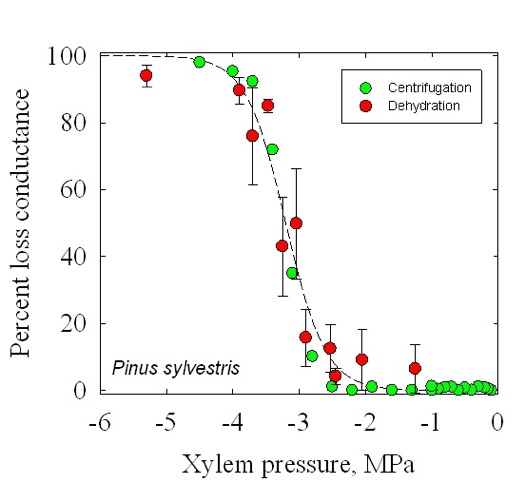 100
80
60
40
20
0
Percent loss conductance
Centrifugation
Dehydration
Pinus sylvestris
-6 -5 -4 -3 -2 -1 0
Xylem pressure, MPa